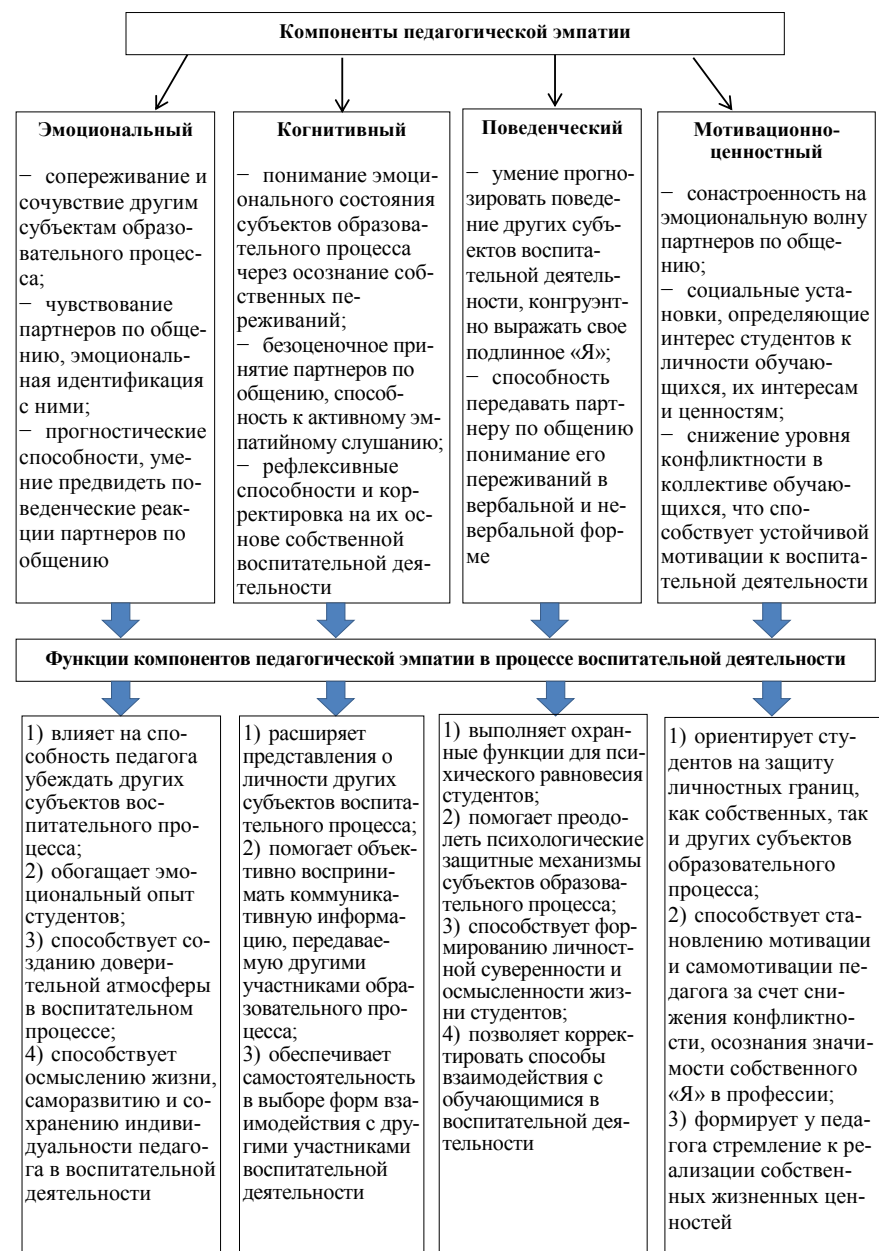 Компоненты педагогической эмпатии
Эмоциональный
− сопереживание и
сочувствие другим
субъектам образо-
вательного процес-
са;
− чувствование
партнеров по обще-
нию, эмоциональ-
ная идентификация
с ними;
− прогностические
способности, уме-
ние предвидеть по-
веденческие реак-
ции партнеров по
общению
Когнитивный
− понимание эмоци-
онального состояния
субъектов образова-
тельного процесса
через осознание соб-
ственных пе-
реживаний;
− безоценочное при-
нятие партнеров по
общению, способ-
ность к активному эм-
патийному слушанию;
− рефлексивные
способности и кор-
ректировка на их ос-
нове собственной
воспитательной дея-
тельности
Поведенческий
− умение прогно-
зировать поведе-
ние других субъ-
ектов воспита-
тельной деятель-
ности, конгруэнт-
но выражать свое
подлинное «Я»;
− способность
передавать парт-
неру по общению
понимание его
переживаний в
вербальной и не-
вербальной фор-
ме
Мотивационно-
ценностный
− сонастроенность на
эмоциональную волну
партнеров по обще-
нию;
− социальные уста-
новки, определяющие
интерес студентов к
личности обучаю-
щихся, их интересам
и ценностям;
− снижение уровня
конфликтности в
коллективе обучаю-
щихся, что спо-
собствует устойчивой
мотивации к воспита-
тельной деятельности
Функции компонентов педагогической эмпатии в процессе воспитательной деятельности
1) влияет на спо-
собность педагога
убеждать других
субъектов вос-
питательного про-
цесса;
2) обогащает эмо-
циональный опыт
студентов;
3) способствует со-
зданию довери-
тельной атмосферы
в воспитательном
процессе;
4) способствует
осмыслению жизни,
саморазвитию и со-
хранению индиви-
дуальности педаго-
га в воспитательной
деятельности
1) расширяет
представления о
личности других
субъектов воспита-
тельного процесса;
2) помогает объек-
тивно восприни-
мать коммуника-
тивную информа-
цию, передавае-
мую другими
участниками обра-
зовательного про-
цесса;
3) обеспечивает
самостоятельность
в выборе форм вза-
имодействия с дру-
гими участниками
воспитательной
деятельности
1) выполняет охран-
ные функции для пси-
хического равновесия
студентов;
2) помогает преодо-
леть психологические
защитные механизмы
субъектов образова-
тельного процесса;
3) способствует фор-
мированию личност-
ной суверенности и
осмысленности жиз-
ни студентов;
4) позволяет коррек-
тировать способы
взаимодействия с
обучающимися в
воспитательной дея-
тельности
1) ориентирует сту-
дентов на защиту
личностных границ,
как собственных, так
и других субъектов
образовательного
процесса;
2) способствует ста-
новлению мотивации
и самомотивации пе-
дагога за счет сни-
жения конфликтно-
сти, осознания значи-
мости собственного
«Я» в профессии;
3) формирует у педа-
гога стремление к ре-
ализации собствен-
ных жизненных цен-
ностей